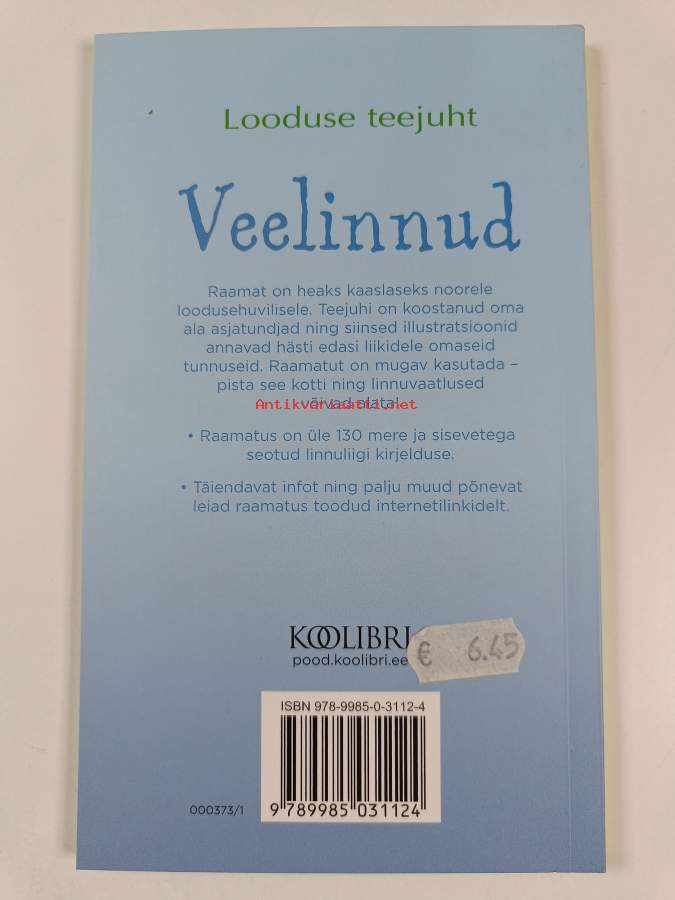 Looduse teejuht
Veelinnud
Raamat on heaks kaaslaseks noorele
loodusehuvilisele. Teejuhi on koostanud oma
ala asjatundjad ning siinsed illustratsioonid
annavad hästi edasi liikidele omaseid
tunnuseid. Raamatut on mugav kasutada –
pista see kotti ning linnuvaatlused
võivad alata!
Antikvariaatti.net
• Raamatus on üle 130 mere ja sisevetega
seotud linnuliigi kirjelduse.
• Täiendavat infot ning palju muud põnevat
leiad raamatus toodud internetilinkidelt.
KOOLIBRI
pood.koolibri.ee
€ 6.45
ISBN 978-9985-0-3112-4
000373/1
9 789985 031124